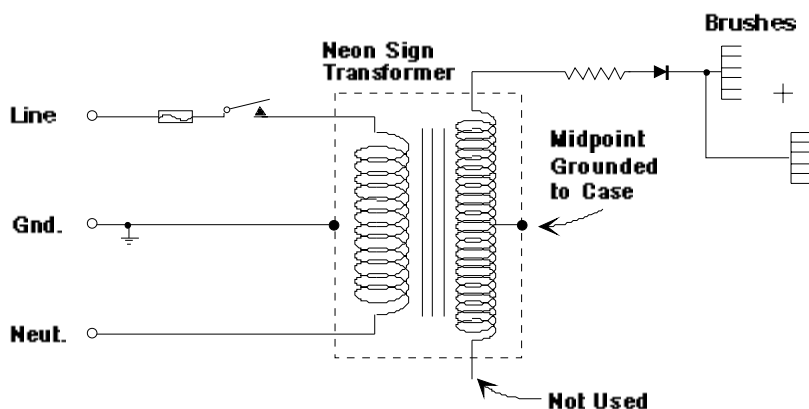 Brushes
Neon Sign
Transformer
Line
Midpoint
Grounded
to Case
Gnd.
Neut.
Not Used